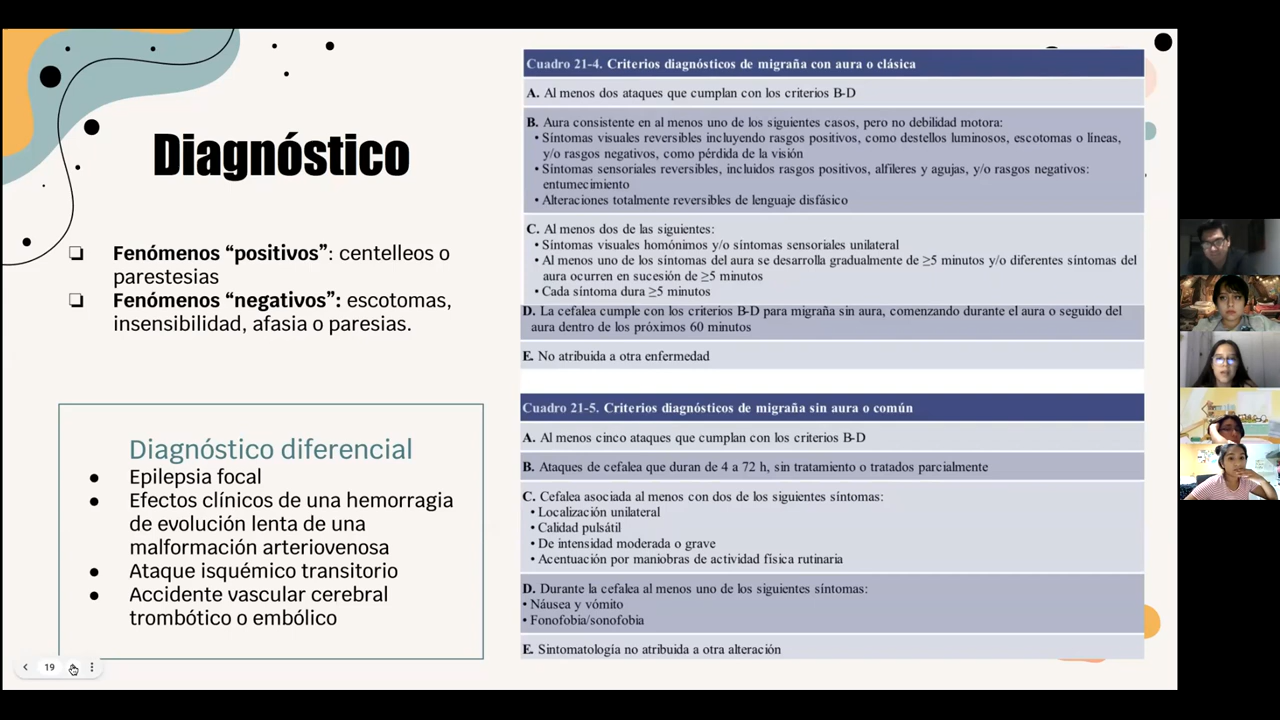 Diagnóstico
❏ Fenómenos “positivos”: centelleos o
parestesias
❏ Fenómenos “negativos”: escotomas,
insensibilidad, afasia o paresias.
Diagnóstico diferencial
● Epilepsia focal
● Efectos clínicos de una hemorragia
de evolución lenta de una
malformación arteriovenosa
● Ataque isquémico transitorio
● Accidente vascular cerebral
trombótico o embólico
19
Cuadro 21-4. Criterios diagnósticos de migraña con aura o clásica
A. Al menos dos ataques que cumplan con los criterios B-D
B. Aura consistente en al menos uno de los siguientes casos, pero no debilidad motora:
• Síntomas visuales reversibles incluyendo rasgos positivos, como destellos luminosos, escotomas o líneas,
y/o rasgos negativos, como pérdida de la visión
• Síntomas sensoriales reversibles, incluidos rasgos positivos, alfileres y agujas, y/o rasgos negativos:
entumecimiento
• Alteraciones totalmente reversibles de lenguaje disfásico
C. Al menos dos de las siguientes:
• Síntomas visuales homónimos y/o síntomas sensoriales unilateral
• Al menos uno de los síntomas del aura se desarrolla gradualmente de ≥5 minutos y/o diferentes síntomas del
aura ocurren en sucesión de ≥5 minutos
• Cada síntoma dura ≥5 minutos
D. La cefalea cumple con los criterios B-D para migraña sin aura, comenzando durante el aura o seguido del
aura dentro de los próximos 60 minutos
E. No atribuida a otra enfermedad
Cuadro 21-5. Criterios diagnósticos de migraña sin aura o común
A. Al menos cinco ataques que cumplan con los criterios B-D
B. Ataques de cefalea que duran de 4 a 72 h, sin tratamiento o tratados parcialmente
C. Cefalea asociada al menos con dos de los siguientes síntomas:
• Localización unilateral
• Calidad pulsátil
• De intensidad moderada o grave
• Acentuación por maniobras de actividad física rutinaria
D. Durante la cefalea al menos uno de los siguientes síntomas:
• Náusea y vómito
• Fonofobia/sonofobia
E. Sintomatología no atribuida a otra alteración